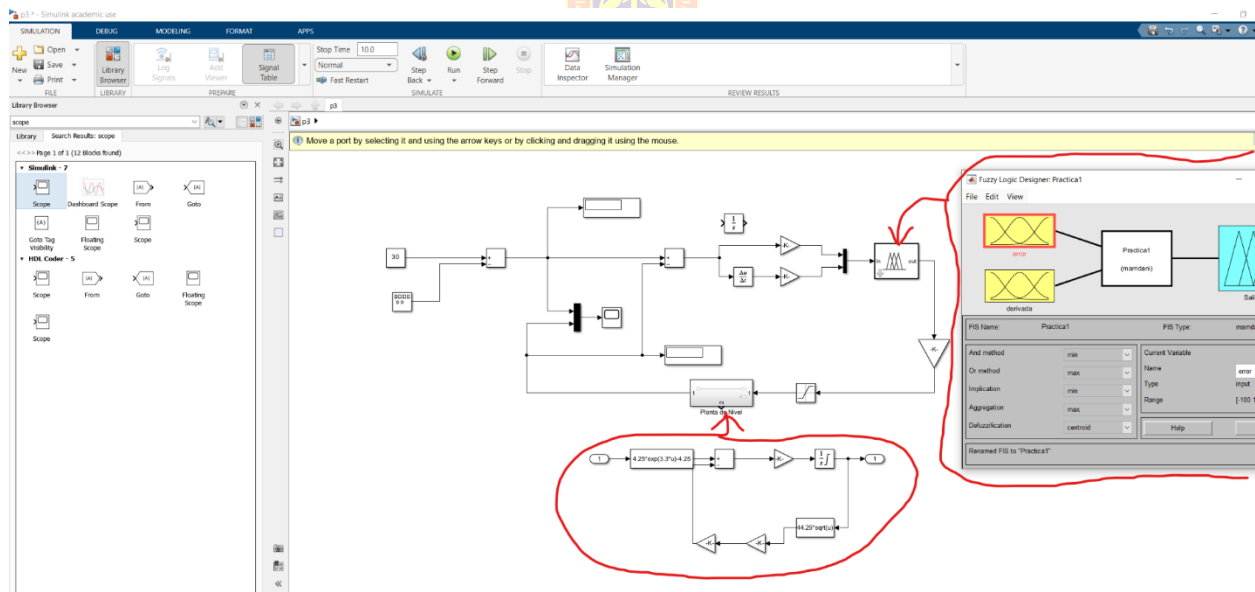 p3 * - Simulink academic use
SIMULATION DEBUG MODELING FORMAT APPS
New
Open
Save
Print
FILE
Library Browser
LIBRARY
Log Signals
Add Viewer
Signal Table
PREPARE
Stop Time 10.0
Normal
Fast Restart
Step Back
Run
Step Forward
Stop
SIMULATE
Data Inspector
Simulation Manager
REVIEW RESULTS
Library Browser
scope
Library Search Results: scope
<< >> Page 1 of 1 (12 Blocks found)
Simulink - 7
Scope Dashboard Scope From Goto
Goto Tag Visibility Floating Scope Scope
HDL Coder - 5
Scope From Goto Floating Scope
Scope
p3
p3
Move a port by selecting it and using the arrow keys or by clicking and dragging it using the mouse.
30
1/s
-K-
Δu/Δt
-K-
in out
-K-
Planta de Nivel
1 4.25*exp(3.3*u)-4.25 -K- 1/s 1
44.29*sqrt(u)
-K- -K-
Fuzzy Logic Designer: Practica1
File Edit View
error
derivada
Practica1
(mamdani)
FIS Name: Practica1 FIS Type:
And method min
Or method max
Implication min
Aggregation max
Defuzzification centroid
Current Variable
Name error
Type input
Range
Help
Renamed FIS to "Practica1"